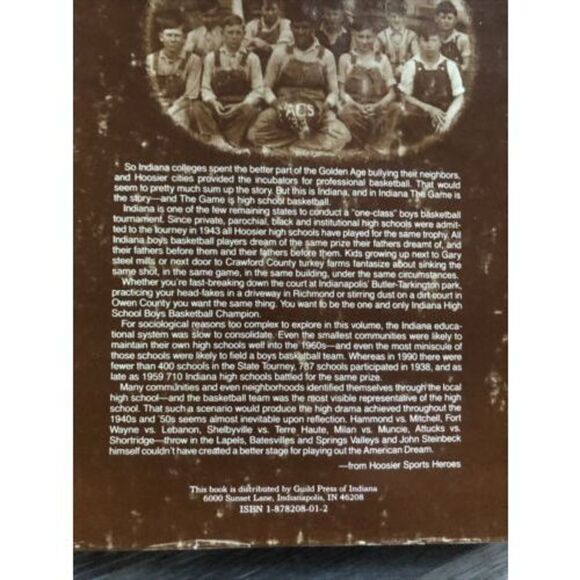 ACS
So Indiana colleges spent the better part of the Golden Age bullying their neighbors,
and Hoosier cities provided the incubators for professional basketball. That would
seem to pretty much sum up the story. But this is Indiana, and in Indiana The Game is
the story—and The Game is high school basketball.
Indiana is one of the few remaining states to conduct a "one-class" boys basketball
tournament. Since private, parochial, black and institutional high schools were admit-
ted to the tourney in 1943 all Hoosier high schools have played for the same trophy. All
Indiana boys basketball players dream of the same prize their fathers dreamt of, and
their fathers before them and their fathers before them. Kids growing up next to Gary
steel mills or next door to Crawford County turkey farms fantasize about sinking the
same shot, in the same game, in the same building, under the same circumstances.
Whether you're fast-breaking down the court at Indianapolis' Butler-Tarkington park,
practicing your head-fakes in a driveway in Richmond or stirring dust on a dirt court in
Owen County you want the same thing. You want to be the one and only Indiana High
School Boys Basketball Champion.
For sociological reasons too complex to explore in this volume, the Indiana educa-
tional system was slow to consolidate. Even the smallest communities were likely to
maintain their own high schools well into the 1960s—and even the most miniscule of
those schools were likely to field a boys basketball team. Whereas in 1990 there were
fewer than 400 schools in the State Tourney, 787 schools participated in 1938, and as
late as 1959 710 Indiana high schools battled for the same prize.
Many communities and even neighborhoods identified themselves through the local
high school—and the basketball team was the most visible representative of the high
school. That such a scenario would produce the high drama achieved throughout the
1940s and '50s seems almost inevitable upon reflection. Hammond vs. Mitchell, Fort
Wayne vs. Lebanon, Shelbyville vs. Terre Haute, Milan vs. Muncie, Attucks vs.
Shortridge—throw in the Lapels, Batesvilles and Springs Valleys and John Steinbeck
himself couldn't have created a better stage for playing out the American Dream.
—from Hoosier Sports Heroes
This book is distributed by Guild Press of Indiana
6000 Sunset Lane, Indianapolis, IN 46208
ISBN 1-878208-01-2